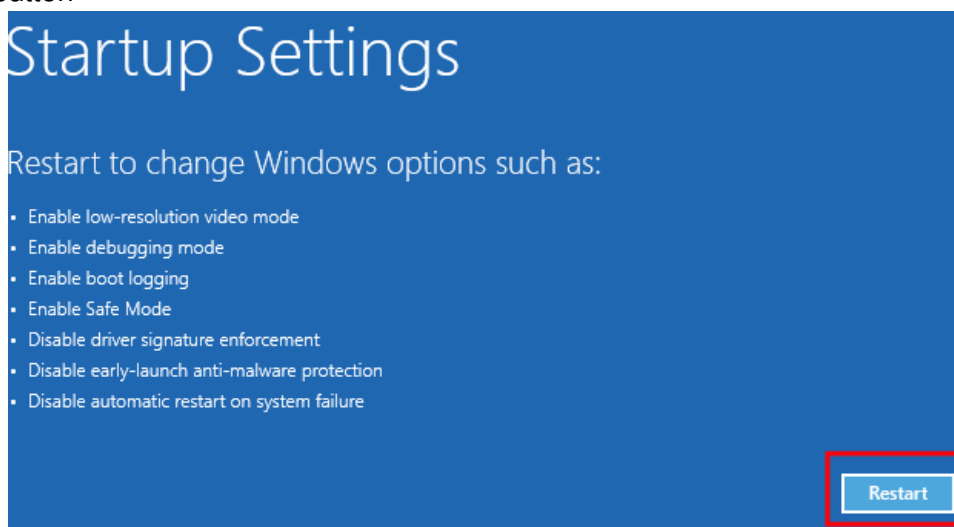 Startup Settings
Restart to change Windows options such as:
▪ Enable low-resolution video mode
▪ Enable debugging mode
▪ Enable boot logging
▪ Enable Safe Mode
▪ Disable driver signature enforcement
▪ Disable early-launch anti-malware protection
▪ Disable automatic restart on system failure
Restart